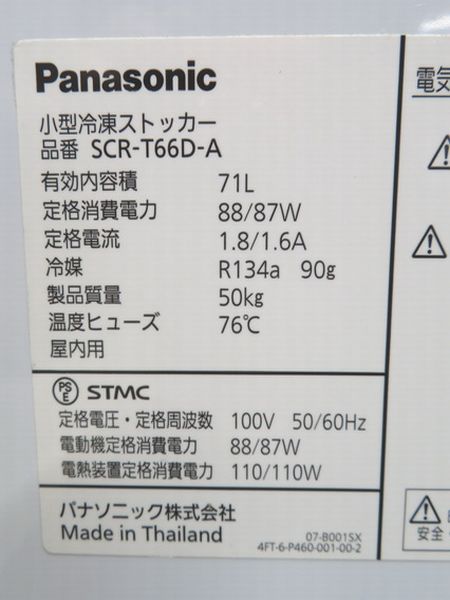 Panasonic
小型冷凍ストッカー
品番 SCR-T66D-A
有効内容積 71L
定格消費電力 88/87W
定格電流 1.8/1.6A
冷媒 R134a 90g
製品質量 50kg
温度ヒューズ 76℃
屋内用
PSE STMC
定格電圧・定格周波数 100V 50/60Hz
電動機定格消費電力 88/87W
電熱装置定格消費電力 110/110W
パナソニック株式会社
Made in Thailand
07-B001SX
4FT-6-P460-001-00-2
電気
安全